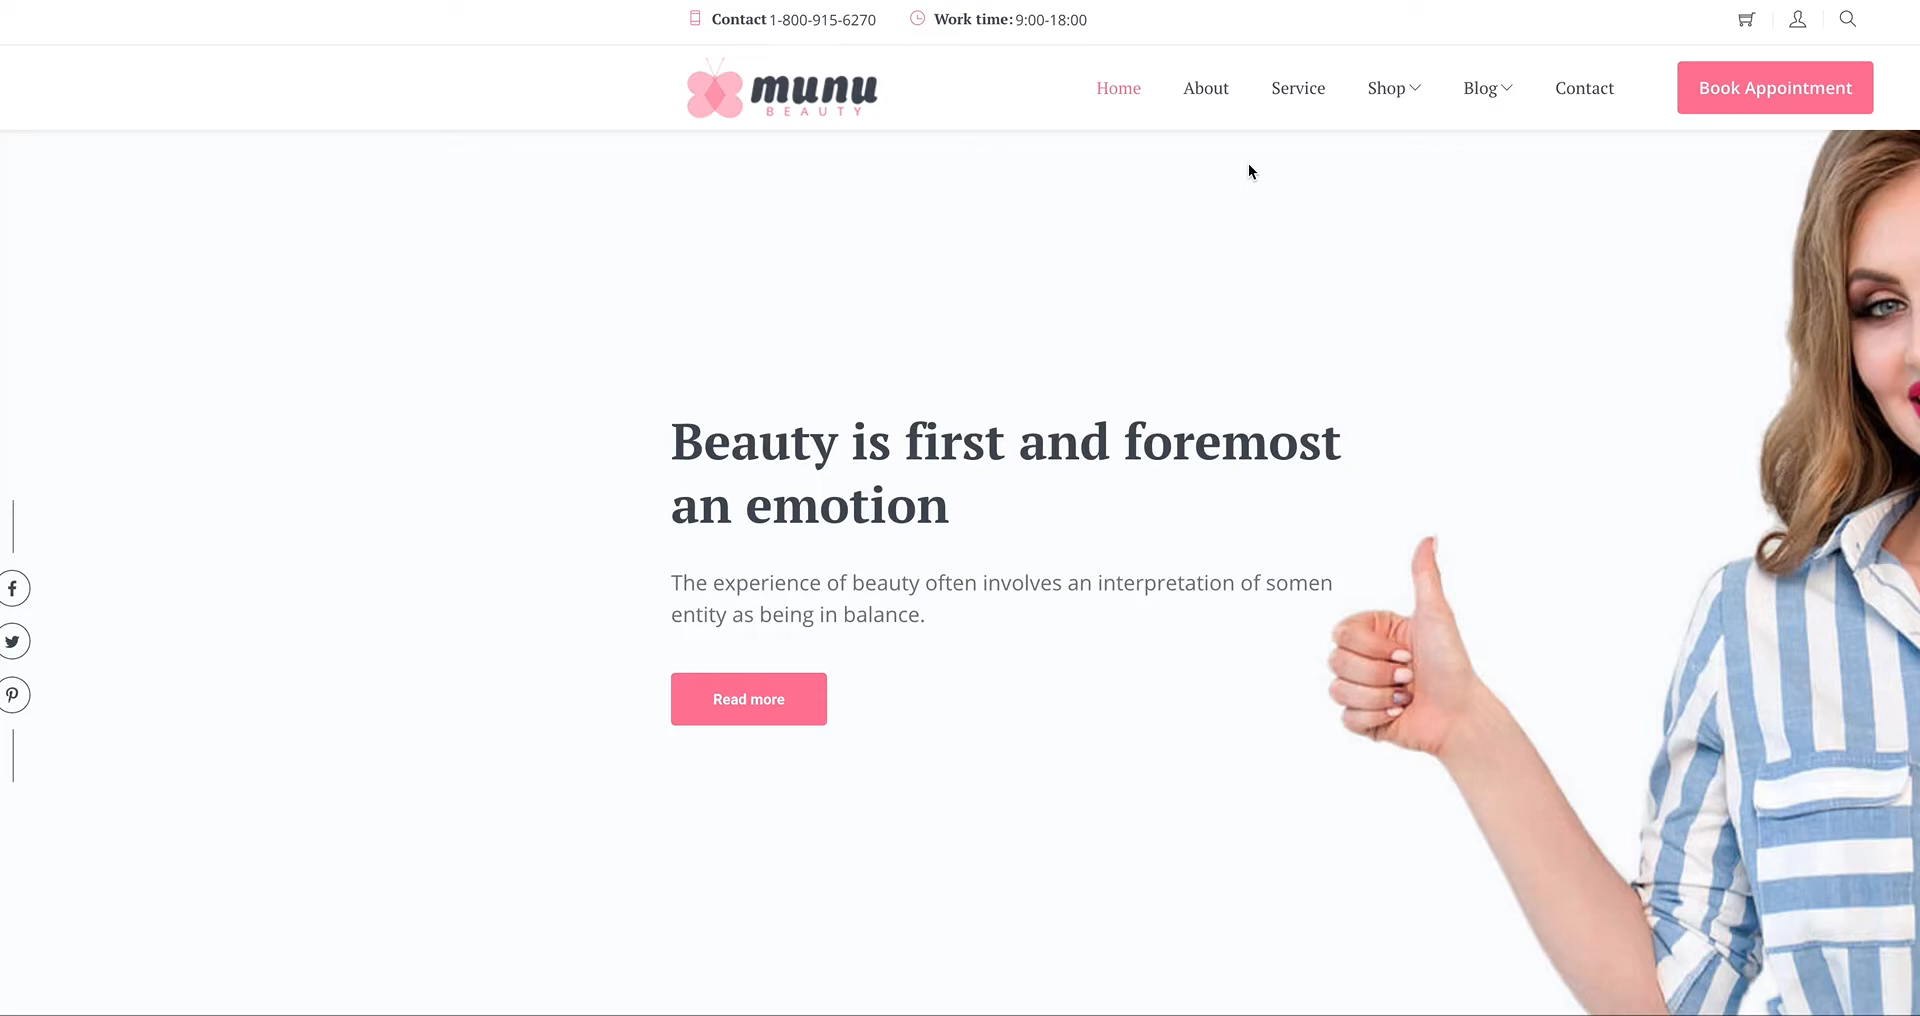 Contact 1-800-915-6270 Work time: 9:00-18:00
munu
BEAUTY
Home About Service Shop Blog Contact Book Appointment
Beauty is first and foremost
an emotion
The experience of beauty often involves an interpretation of somen
entity as being in balance.
Read more